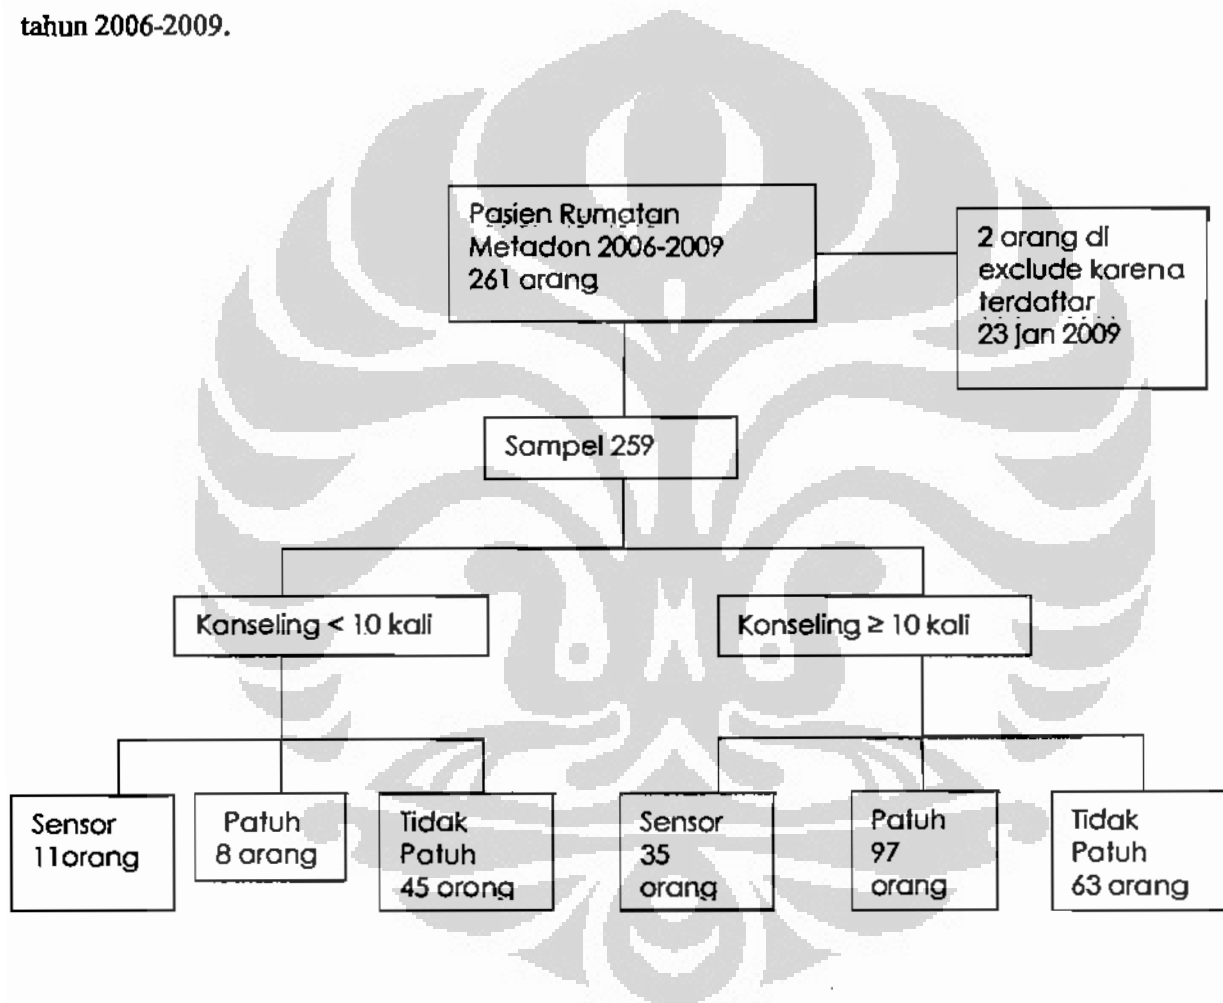 tahun 2006-2009.
Pasien Rumatan
Metadon 2006-2009
261 orang
2 orang di
exclude karena
terdaftar
23 jan 2009
Sampel 259
Konseling < 10 kali
Konseling ≥ 10 kali
Sensor
11orang
Patuh
8 orang
Tidak
Patuh
45 orong
Sensor
35
orang
Patuh
97
orang
Tidak
Patuh
63 orang